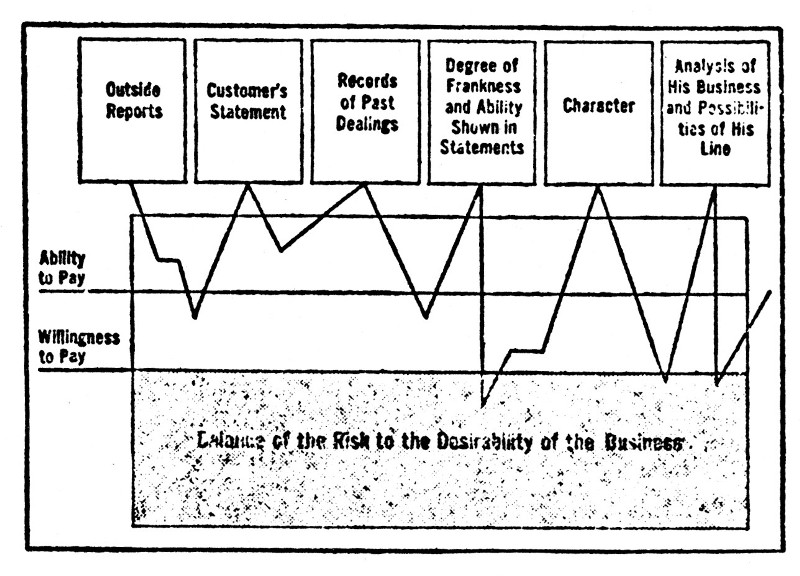 Outside
Reports
Customer's
Statement
Records
of Past
Dealings
Degree of
Frankness
and Ability
Shown in
Statements
Character
Analysis of
His Business
and Possibili-
ties of His
Line
Ability
to Pay
Willingness
to Pay
Balance of the Risk to the Desirability of the Business